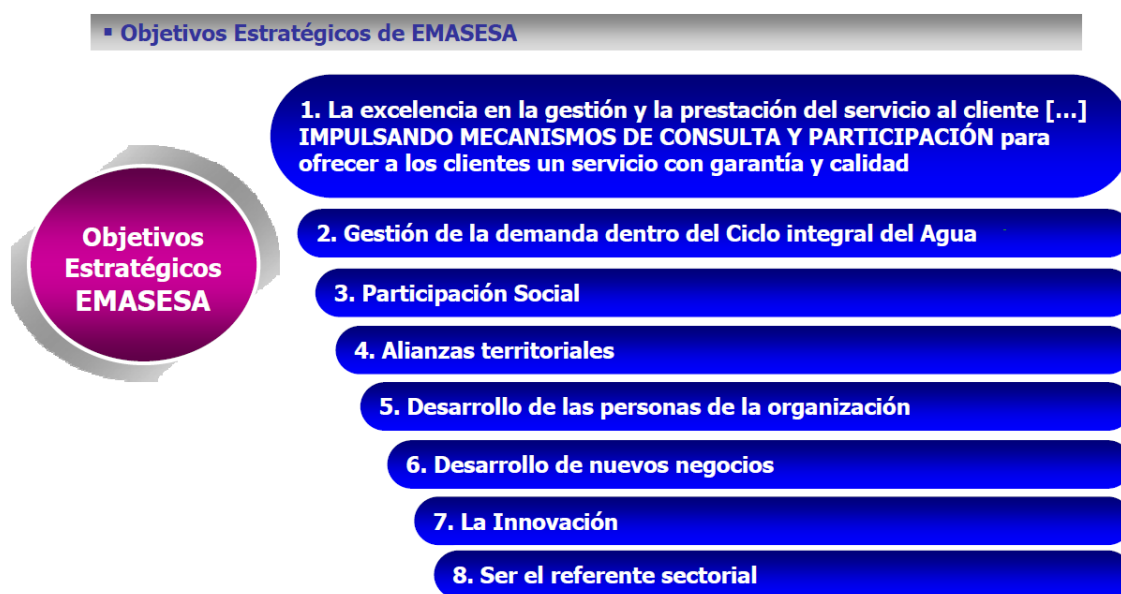 ▪ Objetivos Estratégicos de EMASESA
Objetivos
Estratégicos
EMASESA
1. La excelencia en la gestión y la prestación del servicio al cliente [...]
IMPULSANDO MECANISMOS DE CONSULTA Y PARTICIPACIÓN para
ofrecer a los clientes un servicio con garantía y calidad
2. Gestión de la demanda dentro del Ciclo integral del Agua
3. Participación Social
4. Alianzas territoriales
5. Desarrollo de las personas de la organización
6. Desarrollo de nuevos negocios
7. La Innovación
8. Ser el referente sectorial